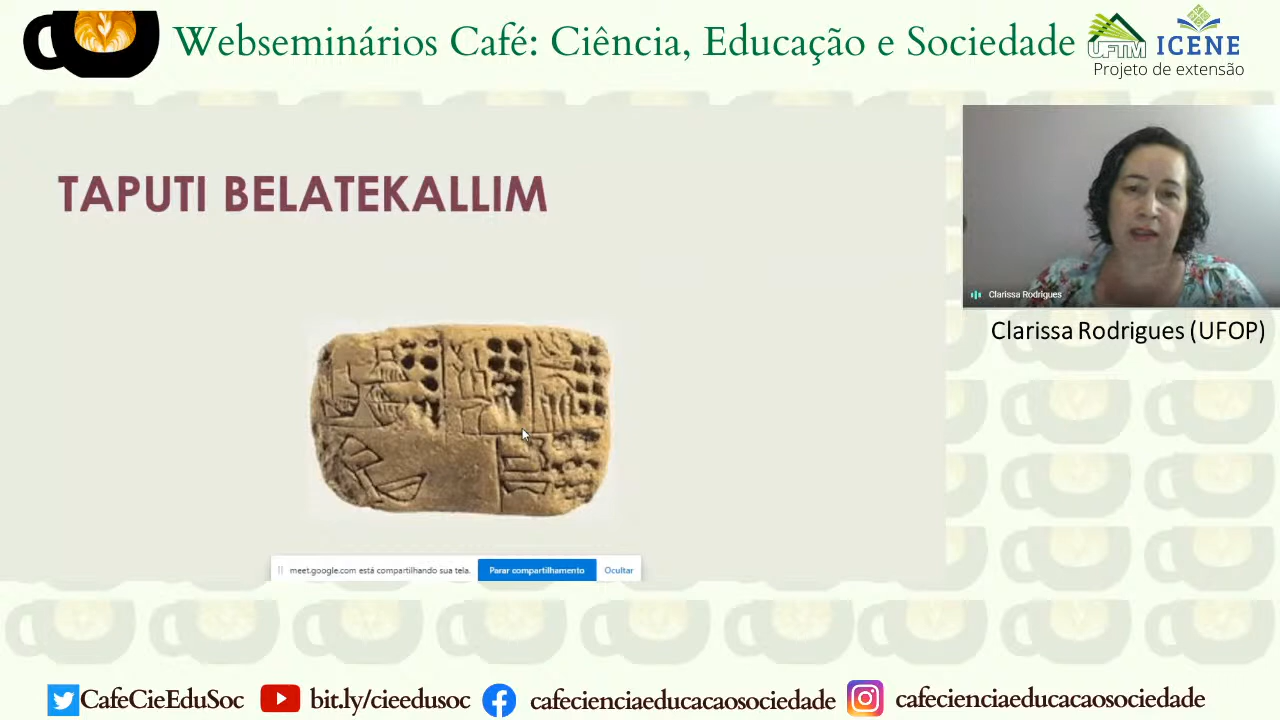 Webseminários Café: Ciência, Educação e Sociedade
UFTM ICENE
Projeto de extensão
TAPUTI BELATEKALLIM
Clarissa Rodrigues
Clarissa Rodrigues (UFOP)
meet.google.com está compartilhando sua tela. Parar compartilhamento Ocultar
CafeCieEduSoc bit.ly/cieedusoc cafecienciaeducacaosociedade cafecienciaeducacaosociedade